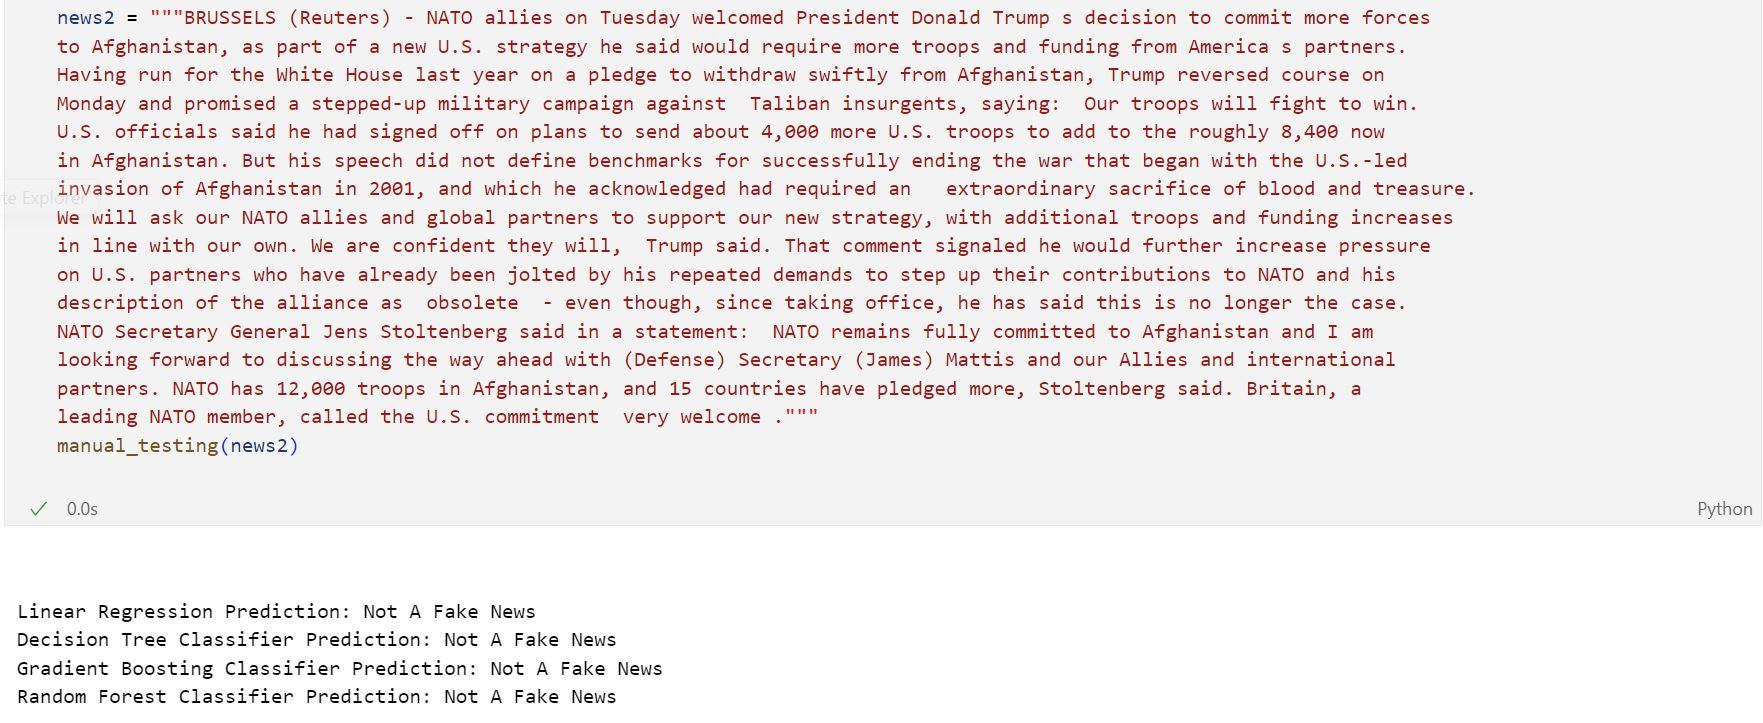 news2 = """BRUSSELS (Reuters) - NATO allies on Tuesday welcomed President Donald Trump s decision to commit more forces
to Afghanistan, as part of a new U.S. strategy he said would require more troops and funding from America s partners.
Having run for the White House last year on a pledge to withdraw swiftly from Afghanistan, Trump reversed course on
Monday and promised a stepped-up military campaign against  Taliban insurgents, saying:  Our troops will fight to win.
U.S. officials said he had signed off on plans to send about 4,000 more U.S. troops to add to the roughly 8,400 now
in Afghanistan. But his speech did not define benchmarks for successfully ending the war that began with the U.S.-led
invasion of Afghanistan in 2001, and which he acknowledged had required an   extraordinary sacrifice of blood and treasure.
te Explorer
We will ask our NATO allies and global partners to support our new strategy, with additional troops and funding increases
in line with our own. We are confident they will,  Trump said. That comment signaled he would further increase pressure
on U.S. partners who have already been jolted by his repeated demands to step up their contributions to NATO and his
description of the alliance as  obsolete  - even though, since taking office, he has said this is no longer the case.
NATO Secretary General Jens Stoltenberg said in a statement:  NATO remains fully committed to Afghanistan and I am
looking forward to discussing the way ahead with (Defense) Secretary (James) Mattis and our Allies and international
partners. NATO has 12,000 troops in Afghanistan, and 15 countries have pledged more, Stoltenberg said. Britain, a
leading NATO member, called the U.S. commitment  very welcome ."""
manual_testing(news2)
0.0s
Python
Linear Regression Prediction: Not A Fake News
Decision Tree Classifier Prediction: Not A Fake News
Gradient Boosting Classifier Prediction: Not A Fake News
Random Forest Classifier Prediction: Not A Fake News